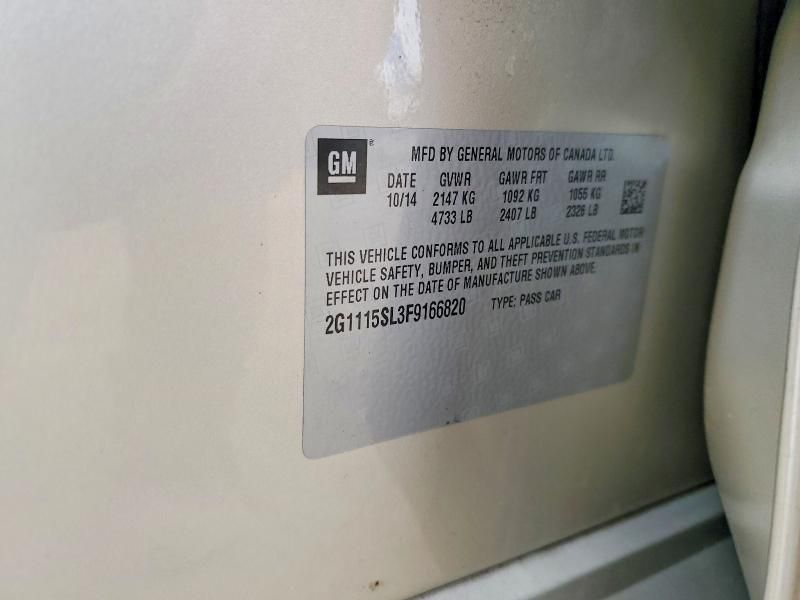 GM
MFD BY GENERAL MOTORS OF CANADA LTD.
DATE GVWR GAWR FRT GAWR RR
10/14 2147 KG 1092 KG 1055 KG
4733 LB 2407 LB 2326 LB
THIS VEHICLE CONFORMS TO ALL APPLICABLE U.S. FEDERAL MOTOR
VEHICLE SAFETY, BUMPER, AND THEFT PREVENTION STANDARDS IN
EFFECT ON THE DATE OF MANUFACTURE SHOWN ABOVE.
2G1115SL3F9166820 TYPE: PASS CAR